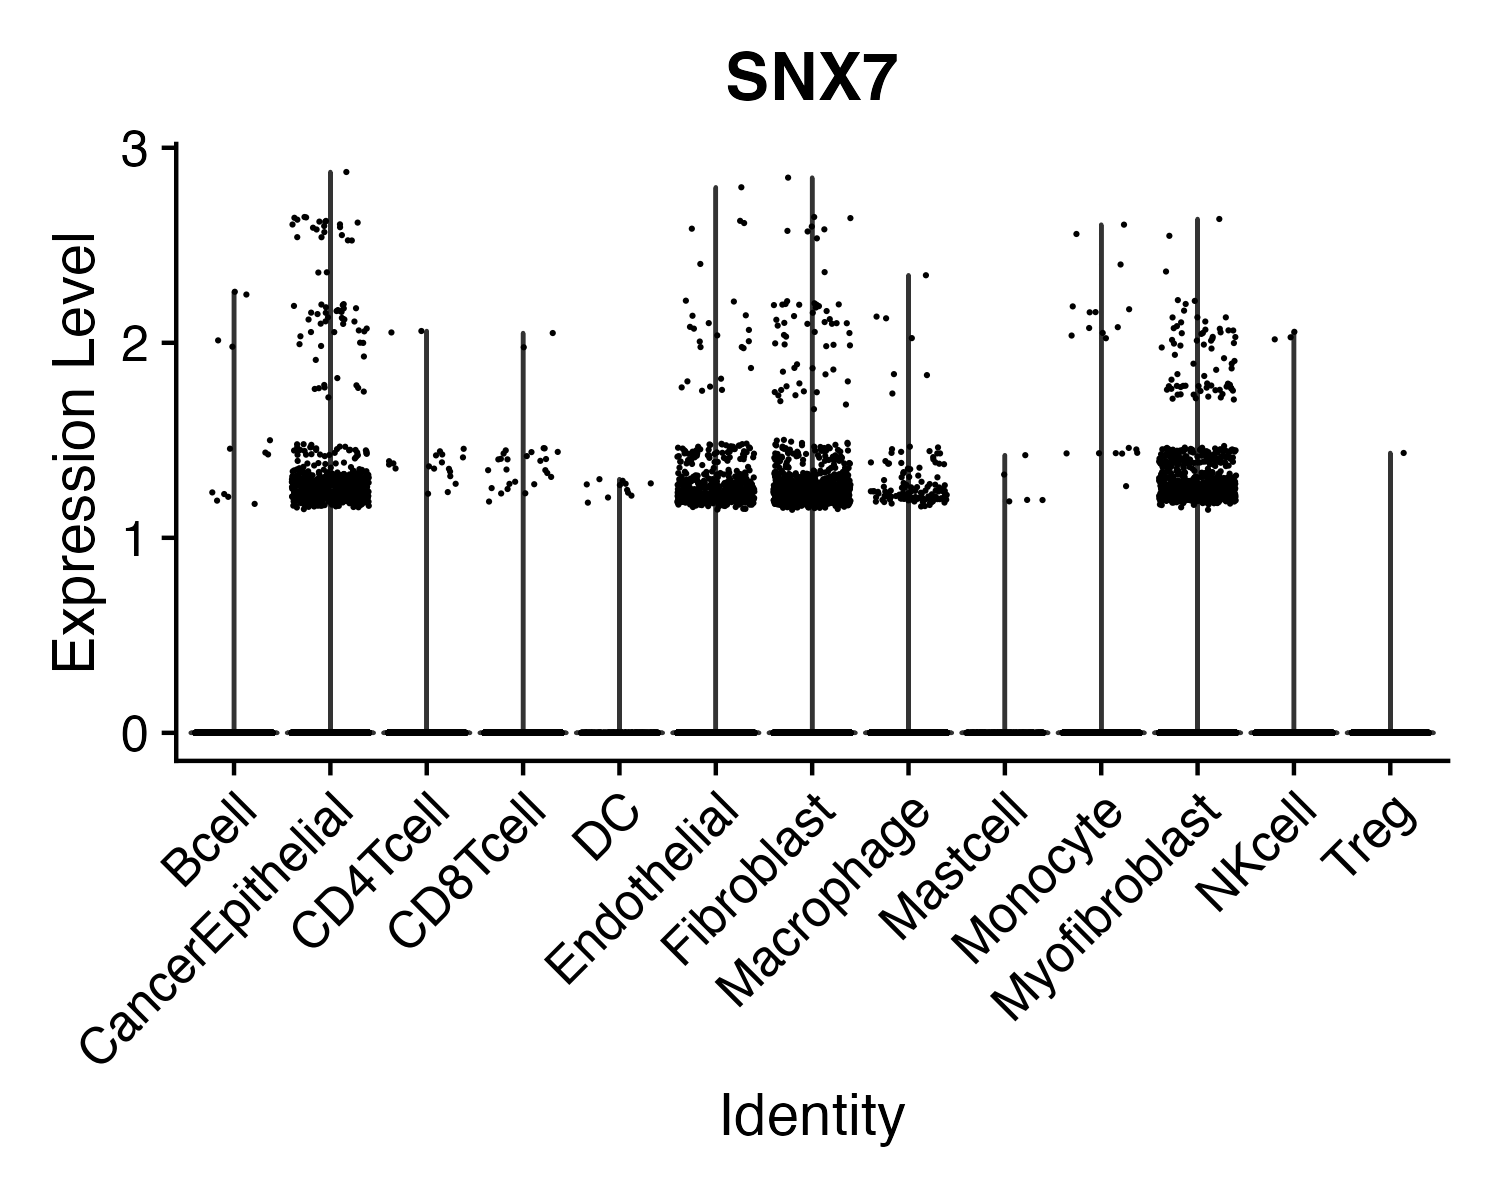 SNX7
Expression Level
3
2
1
0
Bcell
CancerEpithelial
CD4Tcell
CD8Tcell
DC
Endothelial
Fibroblast
Macrophage
Mastcell
Monocyte
Myofibroblast
NKcell
Treg
Identity